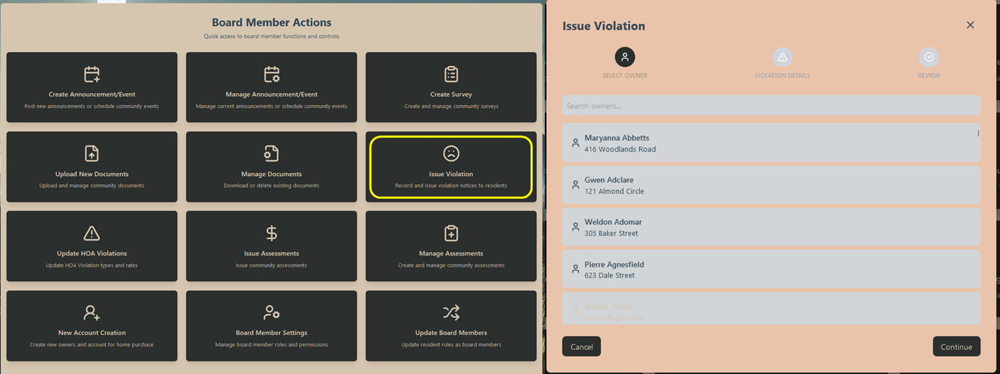 Board Member Actions
Quick access to board member functions and controls
Create Announcement/Event
Post new announcements or schedule community events
Manage Announcement/Event
Manage current announcements or schedule community events
Create Survey
Create and manage community surveys
Upload New Documents
Upload and manage community documents
Manage Documents
Download or delete existing documents
Issue Violation
Record and issue violation notices to residents
Update HOA Violations
Update HOA Violation types and rates
Issue Assessments
Issue community assessments
Manage Assessments
Create and manage community assessments
New Account Creation
Create new owners and account for home purchase
Board Member Settings
Manage board member roles and permissions
Update Board Members
Update resident roles as board members
Issue Violation
SELECT OWNER
VIOLATION DETAILS
REVIEW
Search owners...
Maryanna Abbetts
416 Woodlands Road
Gwen Adclare
121 Almond Circle
Weldon Adomar
305 Baker Street
Pierre Agnesfield
623 Dale Street
Bonnie
109 College Street
Cancel
Continue